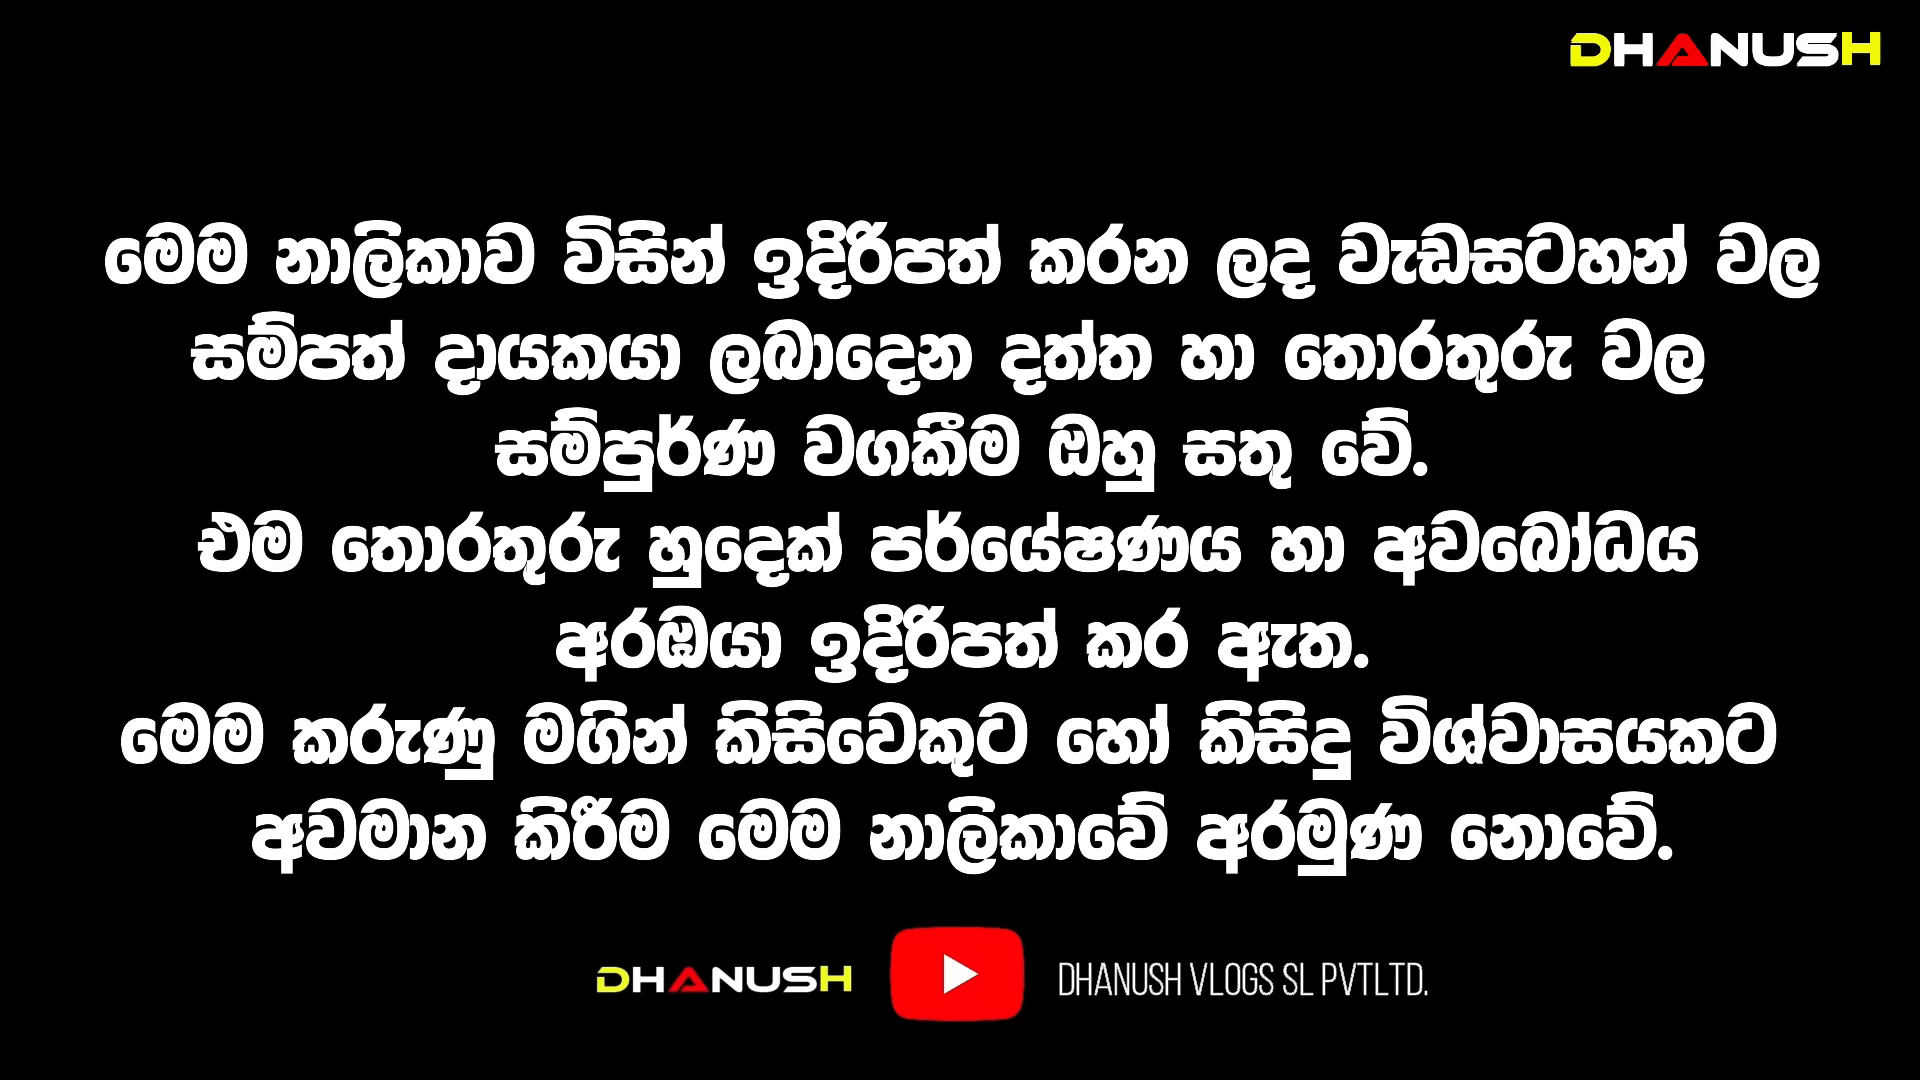 DHANUSH
මෙම නාලිකාව විසින් ඉදිරිපත් කරන ලද වැඩසටහන් වල
සම්පත් දායකයා ලබාදෙන දත්ත හා තොරතුරු වල
සම්පුර්ණ වගකීම ඔහු සතු වේ.
එම තොරතුරු හුදෙක් පර්යේෂණය හා අවබෝධය
අරඹයා ඉදිරිපත් කර ඇත.
මෙම කරුණු මගින් කිසිවෙකුට හෝ කිසිදු විශ්වාසයකට
අවමාන කිරීම මෙම නාලිකාවේ අරමුණ නොවේ.
DHANUSH DHANUSH VLOGS SL PVTLTD.